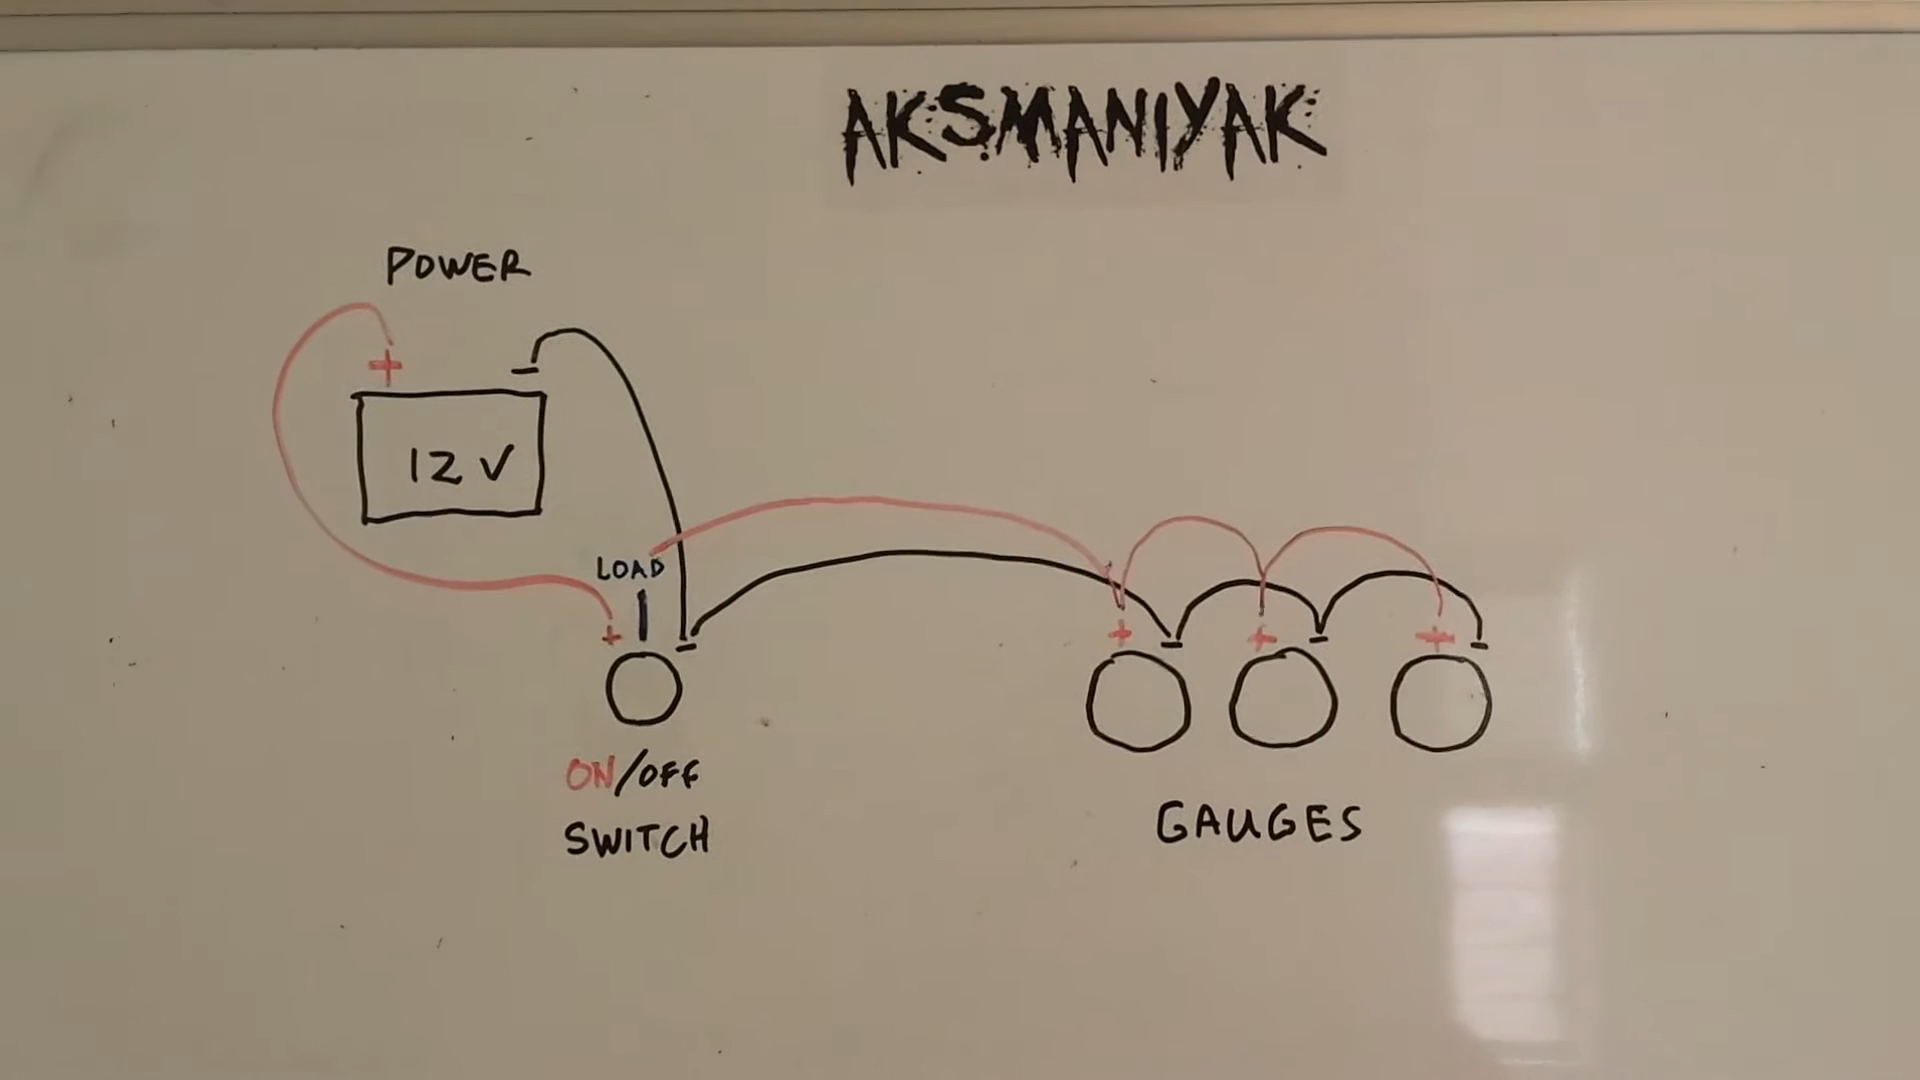 AKSMANIYAK
POWER
+ -
12 V
LOAD
+ -
ON/OFF
SWITCH
+ - + - + -
GAUGES